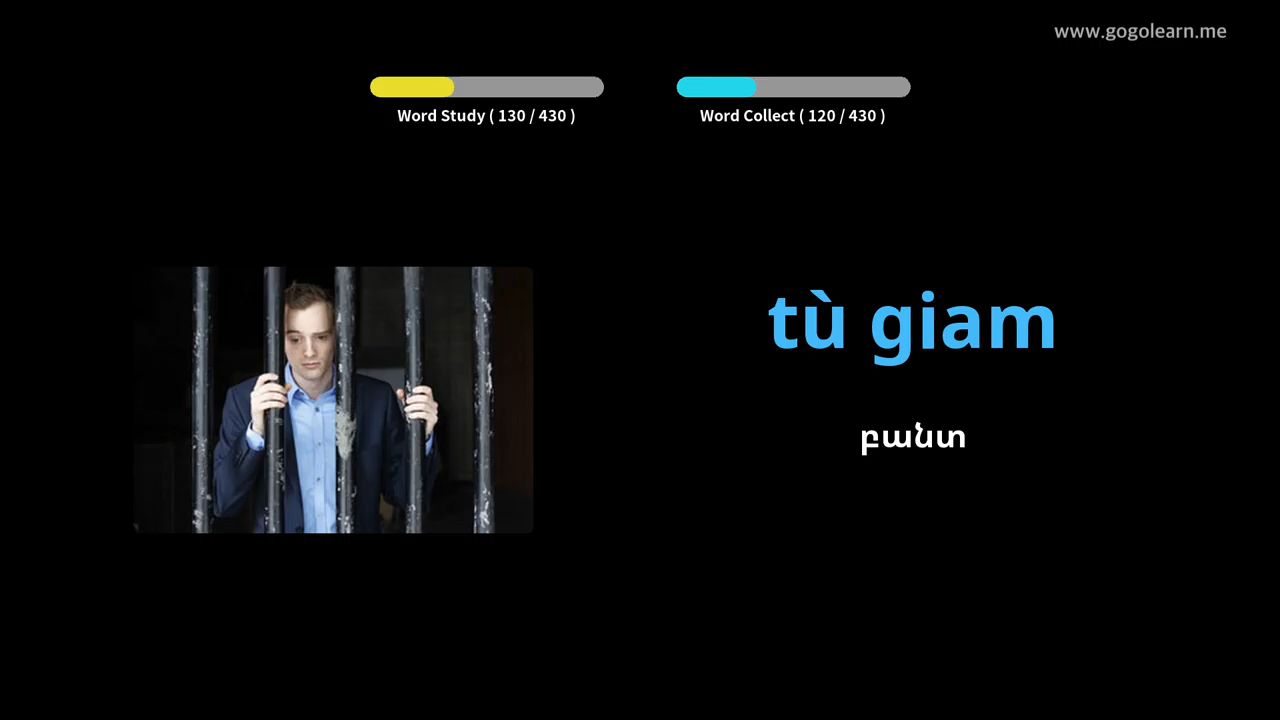 www.gogolearn.me
Word Study ( 130 / 430 )
Word Collect ( 120 / 430 )
tù giam
բանտ